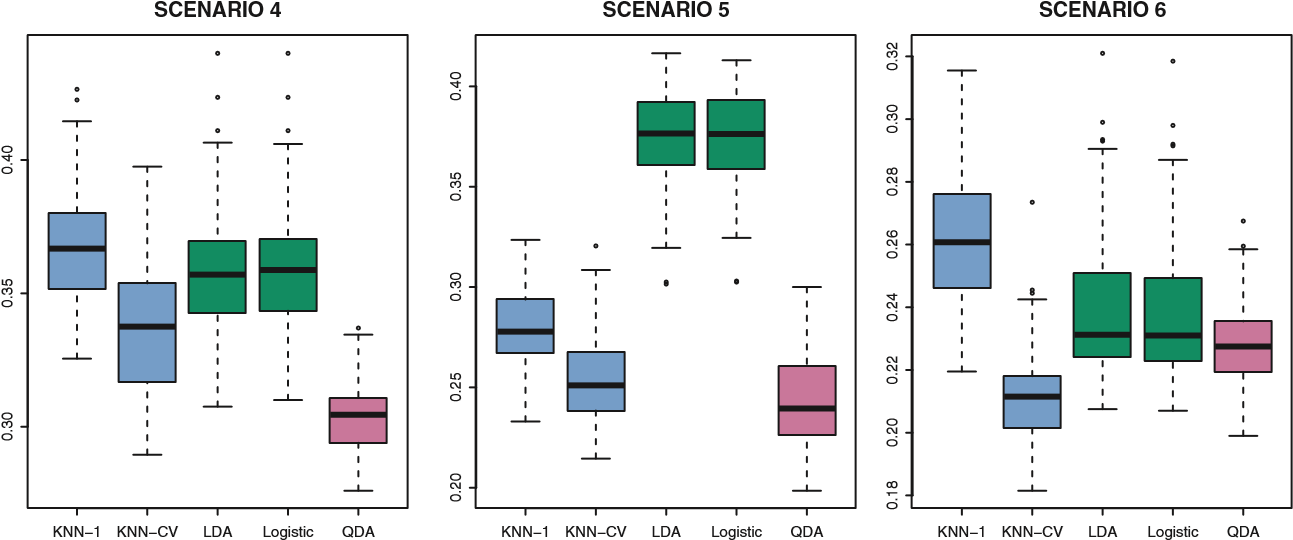 SCENARIO 4
0.40
0.35
0.30
KNN–1 KNN–CV LDA Logistic QDA
SCENARIO 5
0.40
0.35
0.30
0.25
0.20
KNN–1 KNN–CV LDA Logistic QDA
SCENARIO 6
0.32
0.30
0.28
0.26
0.24
0.22
0.20
0.18
KNN–1 KNN–CV LDA Logistic QDA